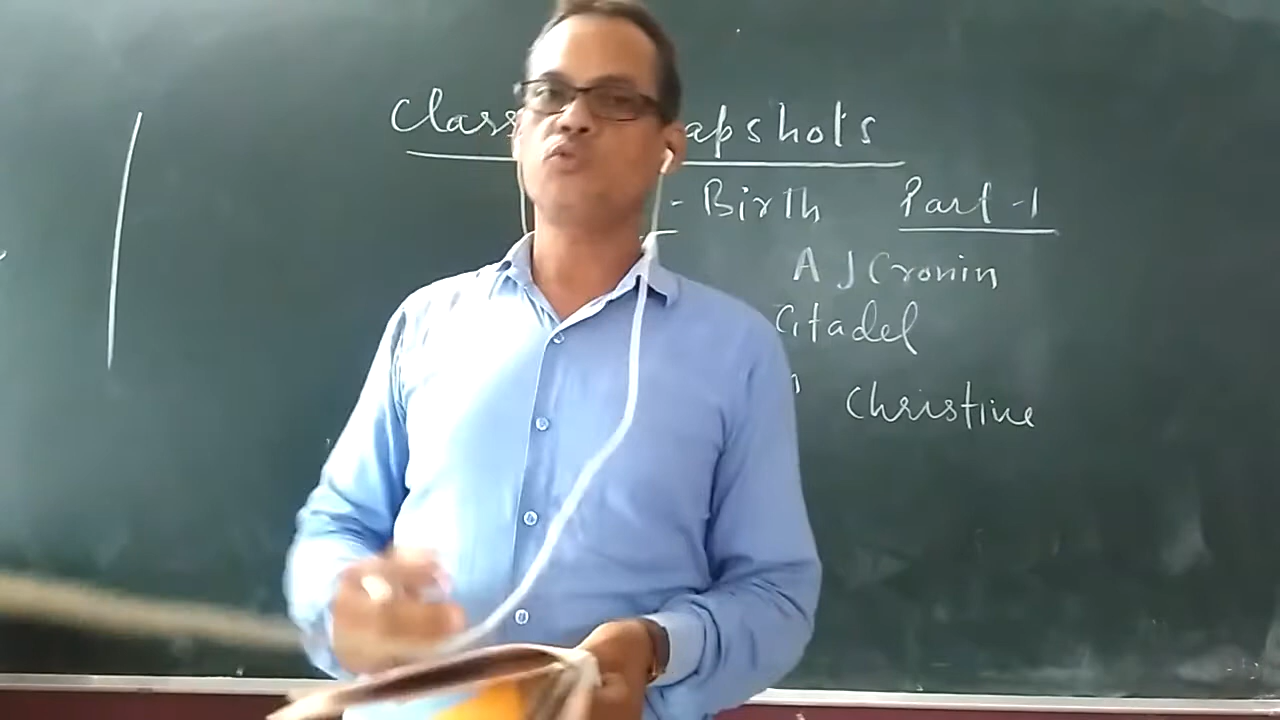 Class apshots
- Birth Part -1
A J Cronin
Citadel
Christine